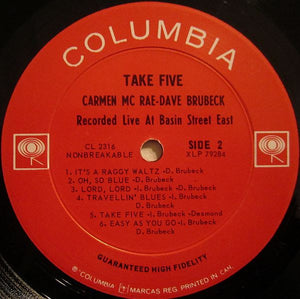 COLUMBIA
TAKE FIVE
CARMEN MC RAE-DAVE BRUBECK
Recorded Live At Basin Street East
CL 2316 SIDE 2
NONBREAKABLE XLP 79284
1. IT'S A RAGGY WALTZ -D. Brubeck
2. OH, SO BLUE -D. Brubeck
3. LORD, LORD -I. Brubeck-D. Brubeck
4. TRAVELLIN' BLUES -I. Brubeck-
D. Brubeck
5. TAKE FIVE -I. Brubeck -Desmond
6. EASY AS YOU GO -I. Brubeck-
D. Brubeck
GUARANTEED HIGH FIDELITY
COLUMBIA MARCAS REG. PRINTED IN CAN.